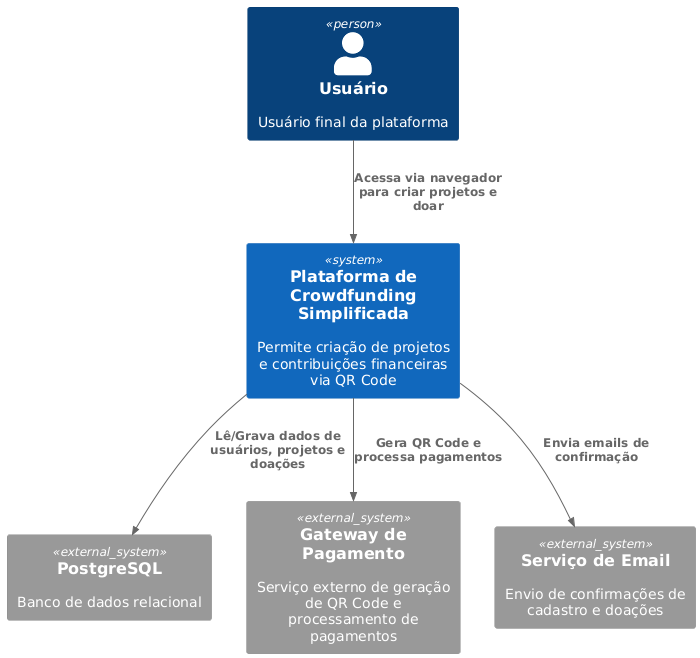 «person»
Usuário
Usuário final da plataforma
Acessa via navegador
para criar projetos e
doar
«system»
Plataforma de
Crowdfunding
Simplificada
Permite criação de projetos
e contribuições financeiras
via QR Code
Lê/Grava dados de
usuários, projetos e
doações
Gera QR Code e
processa pagamentos
Envia emails de
confirmação
«external_system»
PostgreSQL
Banco de dados relacional
«external_system»
Gateway de
Pagamento
Serviço externo de geração
de QR Code e
processamento de
pagamentos
«external_system»
Serviço de Email
Envio de confirmações de
cadastro e doações